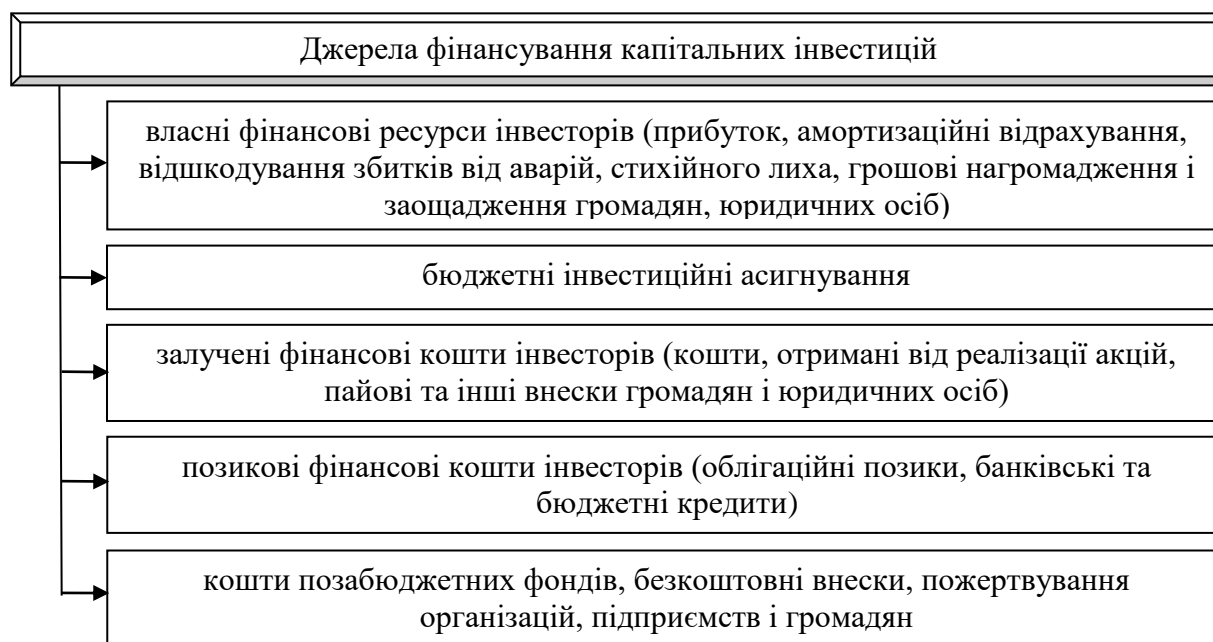 Джерела фінансування капітальних інвестицій
власні фінансові ресурси інвесторів (прибуток, амортизаційні відрахування,
відшкодування збитків від аварій, стихійного лиха, грошові нагромадження і
заощадження громадян, юридичних осіб)
бюджетні інвестиційні асигнування
залучені фінансові кошти інвесторів (кошти, отримані від реалізації акцій,
пайові та інші внески громадян і юридичних осіб)
позикові фінансові кошти інвесторів (облігаційні позики, банківські та
бюджетні кредити)
кошти позабюджетних фондів, безкоштовні внески, пожертвування
організацій, підприємств і громадян